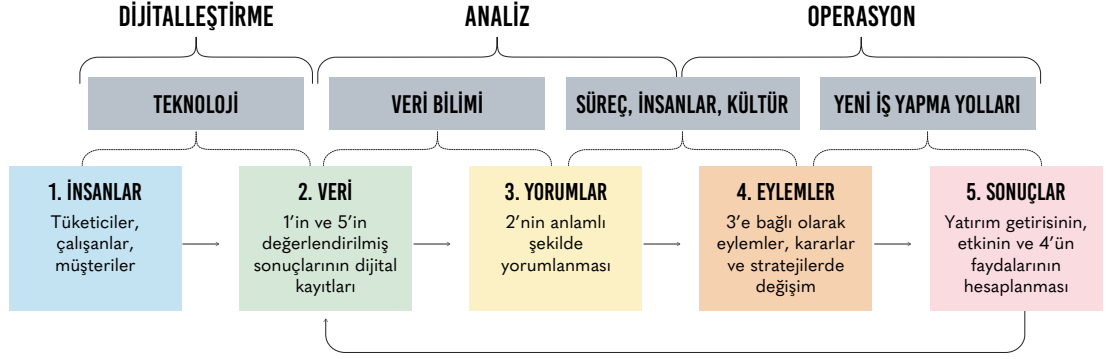 DİJİTALLEŞTİRME
ANALİZ
OPERASYON
TEKNOLOJİ
VERİ BİLİMİ
SÜREÇ, İNSANLAR, KÜLTÜR
YENİ İŞ YAPMA YOLLARI
1. İNSANLAR
Tüketiciler,
çalışanlar,
müşteriler
2. VERİ
1’in ve 5’in
değerlendirilmiş
sonuçlarının dijital
kayıtları
3. YORUMLAR
2’nin anlamlı
şekilde
yorumlanması
4. EYLEMLER
3’e bağlı olarak
eylemler, kararlar
ve stratejilerde
değişim
5. SONUÇLAR
Yatırım getirisinin,
etkinin ve 4’ün
faydalarının
hesaplanması